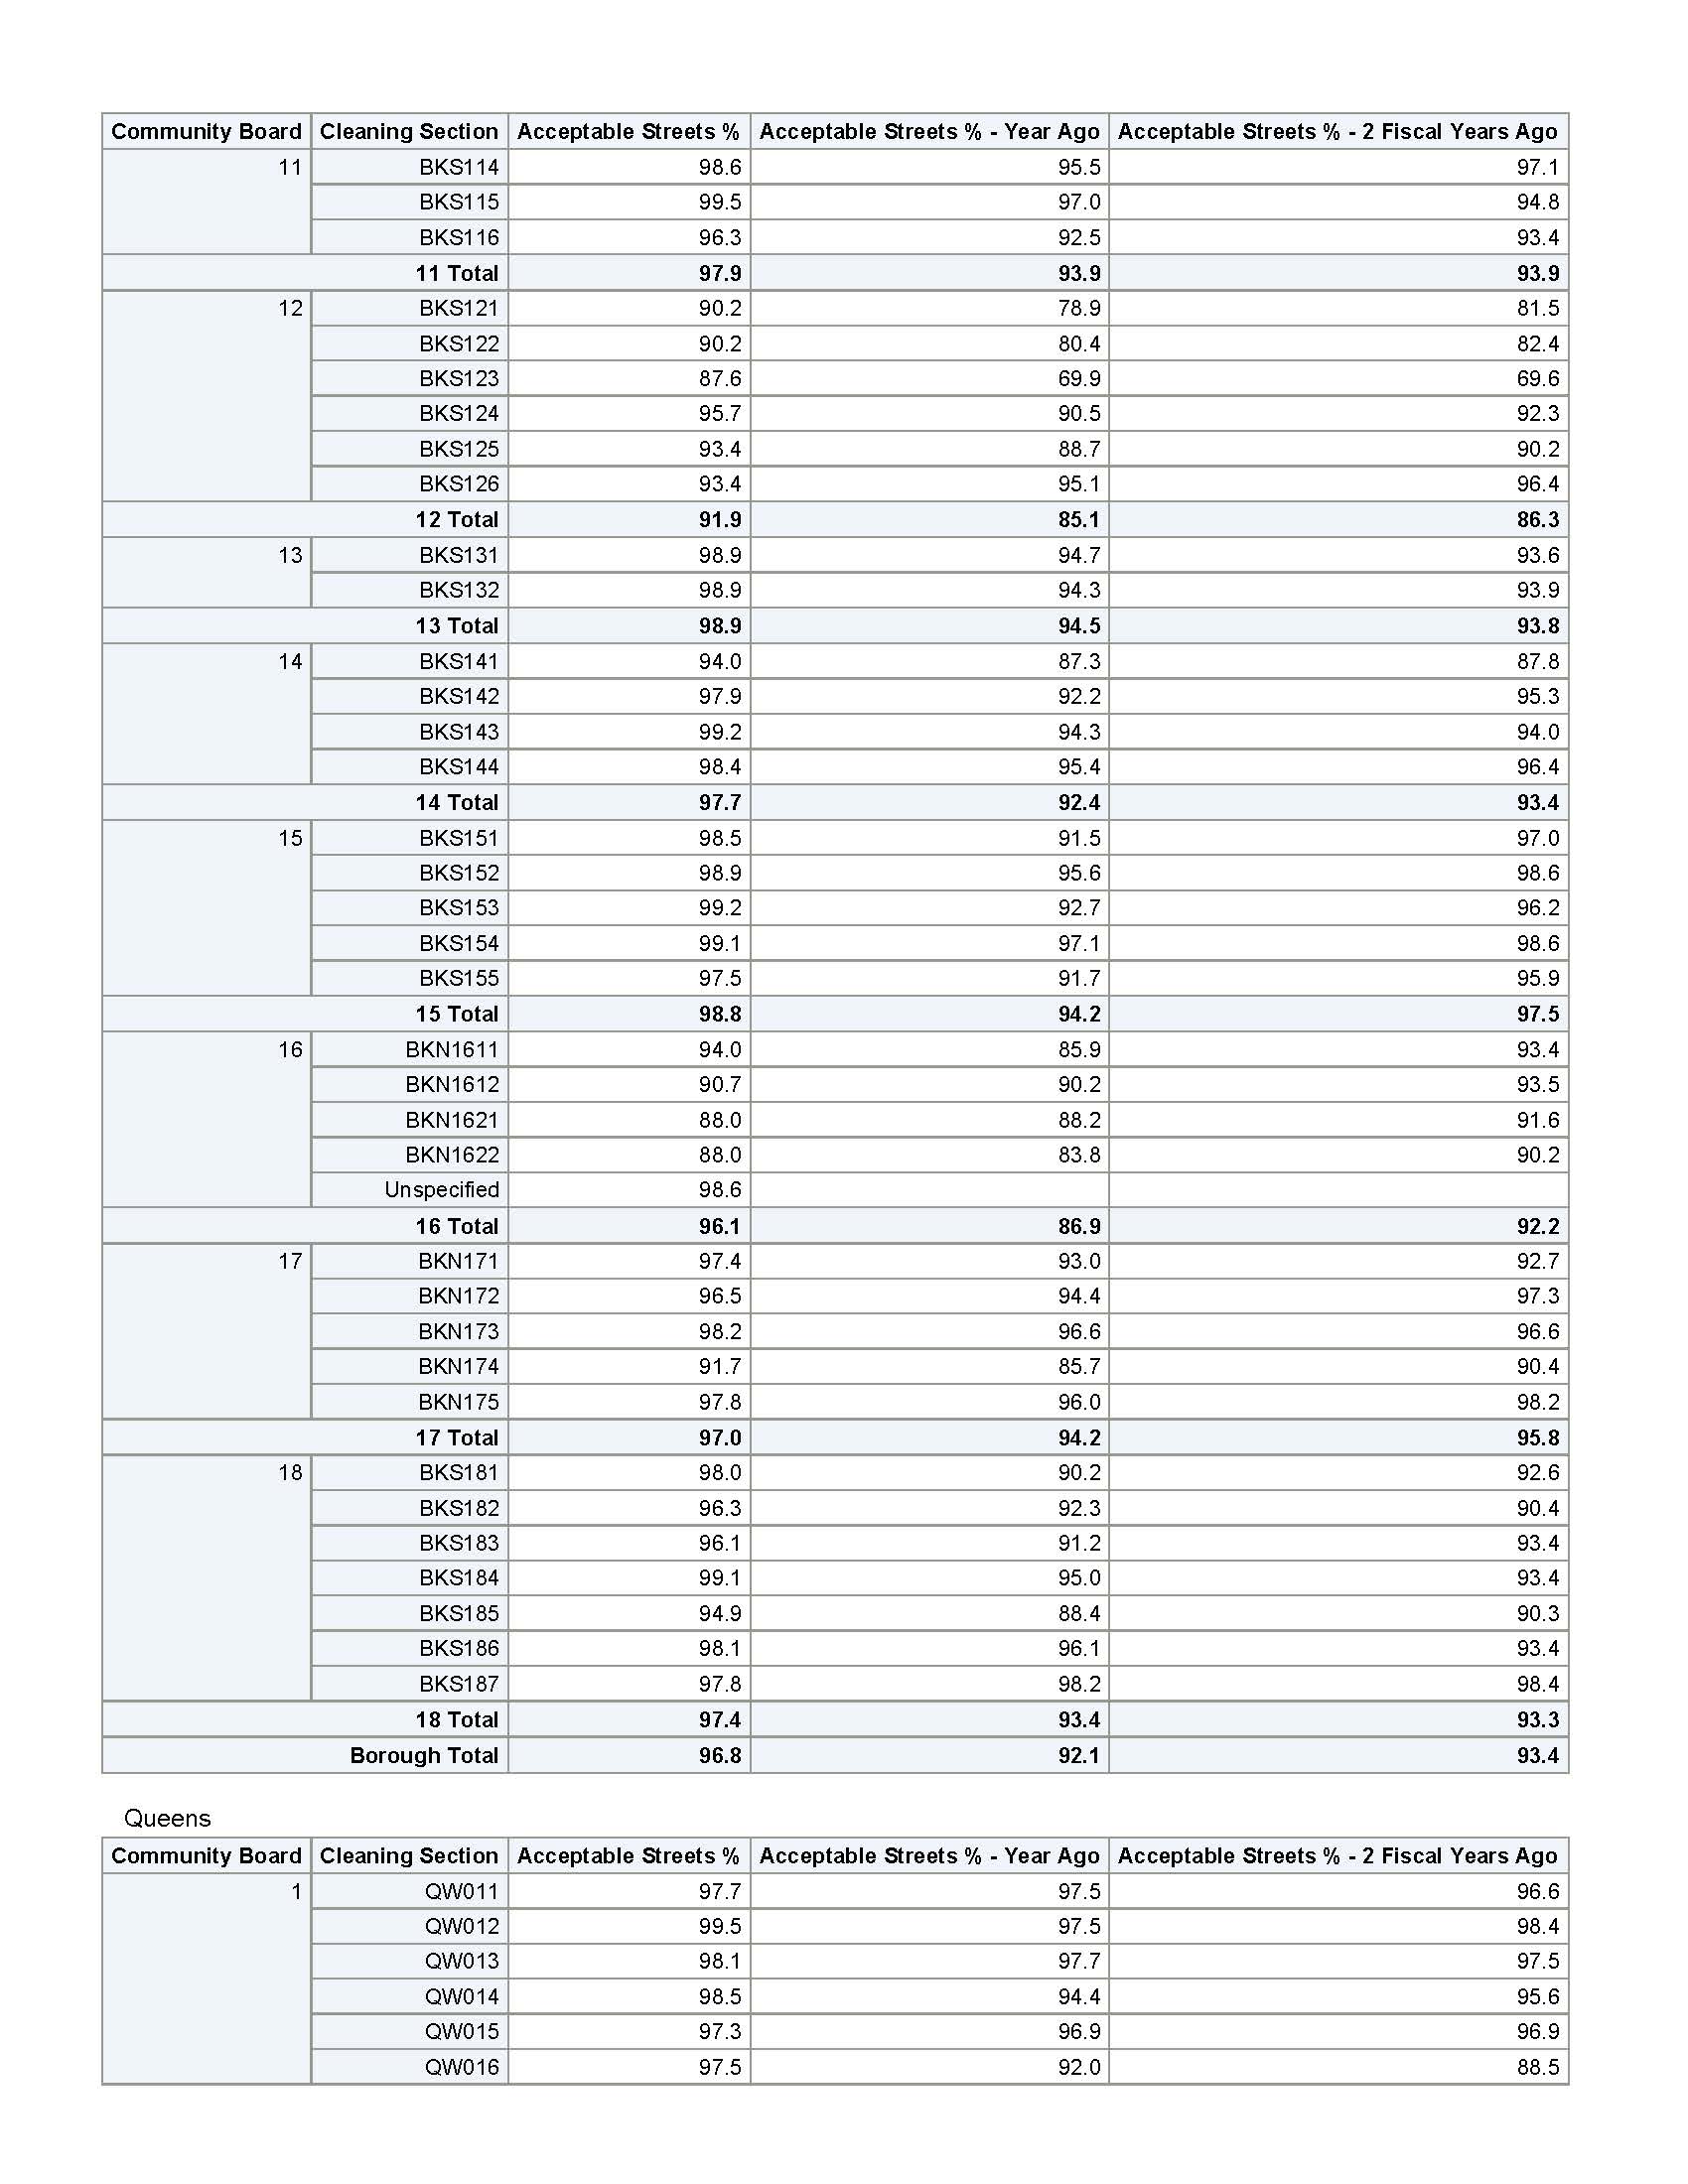 Community Board Cleaning Section Acceptable Streets % Acceptable Streets % - Year Ago Acceptable Streets % - 2 Fiscal Years Ago
11 BKS114 98.6 95.5 97.1
BKS115 99.5 97.0 94.8
BKS116 96.3 92.5 93.4
11 Total 97.9 93.9 93.9
12 BKS121 90.2 78.9 81.5
BKS122 90.2 80.4 82.4
BKS123 87.6 69.9 69.6
BKS124 95.7 90.5 92.3
BKS125 93.4 88.7 90.2
BKS126 93.4 95.1 96.4
12 Total 91.9 85.1 86.3
13 BKS131 98.9 94.7 93.6
BKS132 98.9 94.3 93.9
13 Total 98.9 94.5 93.8
14 BKS141 94.0 87.3 87.8
BKS142 97.9 92.2 95.3
BKS143 99.2 94.3 94.0
BKS144 98.4 95.4 96.4
14 Total 97.7 92.4 93.4
15 BKS151 98.5 91.5 97.0
BKS152 98.9 95.6 98.6
BKS153 99.2 92.7 96.2
BKS154 99.1 97.1 98.6
BKS155 97.5 91.7 95.9
15 Total 98.8 94.2 97.5
16 BKN1611 94.0 85.9 93.4
BKN1612 90.7 90.2 93.5
BKN1621 88.0 88.2 91.6
BKN1622 88.0 83.8 90.2
Unspecified 98.6
16 Total 96.1 86.9 92.2
17 BKN171 97.4 93.0 92.7
BKN172 96.5 94.4 97.3
BKN173 98.2 96.6 96.6
BKN174 91.7 85.7 90.4
BKN175 97.8 96.0 98.2
17 Total 97.0 94.2 95.8
18 BKS181 98.0 90.2 92.6
BKS182 96.3 92.3 90.4
BKS183 96.1 91.2 93.4
BKS184 99.1 95.0 93.4
BKS185 94.9 88.4 90.3
BKS186 98.1 96.1 93.4
BKS187 97.8 98.2 98.4
18 Total 97.4 93.4 93.3
Borough Total 96.8 92.1 93.4
Queens
Community Board Cleaning Section Acceptable Streets % Acceptable Streets % - Year Ago Acceptable Streets % - 2 Fiscal Years Ago
1 QW011 97.7 97.5 96.6
QW012 99.5 97.5 98.4
QW013 98.1 97.7 97.5
QW014 98.5 94.4 95.6
QW015 97.3 96.9 96.9
QW016 97.5 92.0 88.5